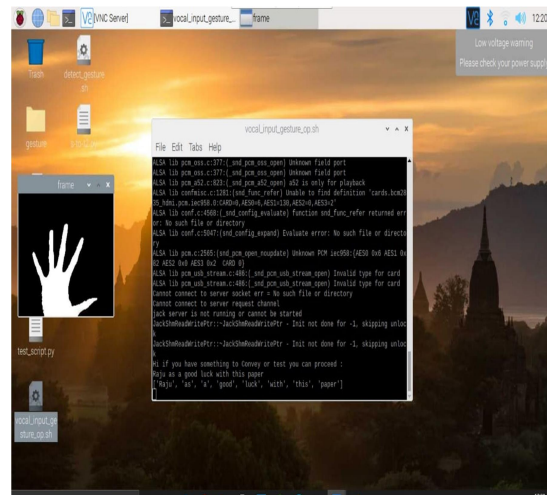 [VNC Server]
vocal_input_gesture_...
frame
12:20
Low voltage warning
Please check your power supply
Trash
detect_gesture.
sh
gesture
frame
test_script.py
vocal_input_ge
sture_op.sh
vocal_input_gesture_op.sh
File Edit Tabs Help
ALSA lib pcm_oss.c:377:(_snd_pcm_oss_open) Unknown field port
ALSA lib pcm_oss.c:377:(_snd_pcm_oss_open) Unknown field port
ALSA lib pcm_a52.c:823:(_snd_pcm_a52_open) a52 is only for playback
ALSA lib confmisc.c:1281:(snd_func_refer) Unable to find definition 'cards.bcm28
35_hdmi.pcm.iec958.0:CARD=0,AES0=6,AES1=130,AES2=0,AES3=2'
ALSA lib conf.c:4568:(_snd_config_evaluate) function snd_func_refer returned err
or: No such file or directory
ALSA lib conf.c:5047:(snd_config_expand) Evaluate error: No such file or directo
ry
ALSA lib pcm.c:2565:(snd_pcm_open_noupdate) Unknown PCM iec958:{AES0 0x6 AES1 0x
82 AES2 0x0 AES3 0x2 CARD 0}
ALSA lib pcm_usb_stream.c:486:(_snd_pcm_usb_stream_open) Invalid type for card
ALSA lib pcm_usb_stream.c:486:(_snd_pcm_usb_stream_open) Invalid type for card
Cannot connect to server socket err = No such file or directory
Cannot connect to server request channel
jack server is not running or cannot be started
JackShmReadWritePtr::~JackShmReadWritePtr - Init not done for -1, skipping unloc
k
JackShmReadWritePtr::~JackShmReadWritePtr - Init not done for -1, skipping unloc
k
Hi if you have something to Convey or test you can proceed :
Raju as a good luck with this paper
['Raju', 'as', 'a', 'good', 'luck', 'with', 'this', 'paper']